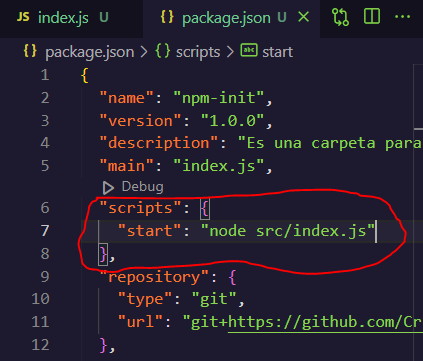 JS index.js {} package.json U X
{} package.json > {} scripts > abc start
1 {
2 "name": "npm-init",
3 "version": "1.0.0",
4 "description": "Es una carpeta para
5 "main": "index.js",
Debug
6 "scripts": {
7 "start": "node src/index.js"
8 },
9 "repository": {
10 "type": "git",
11 "url": "git+https://github.com/Cr
12 },